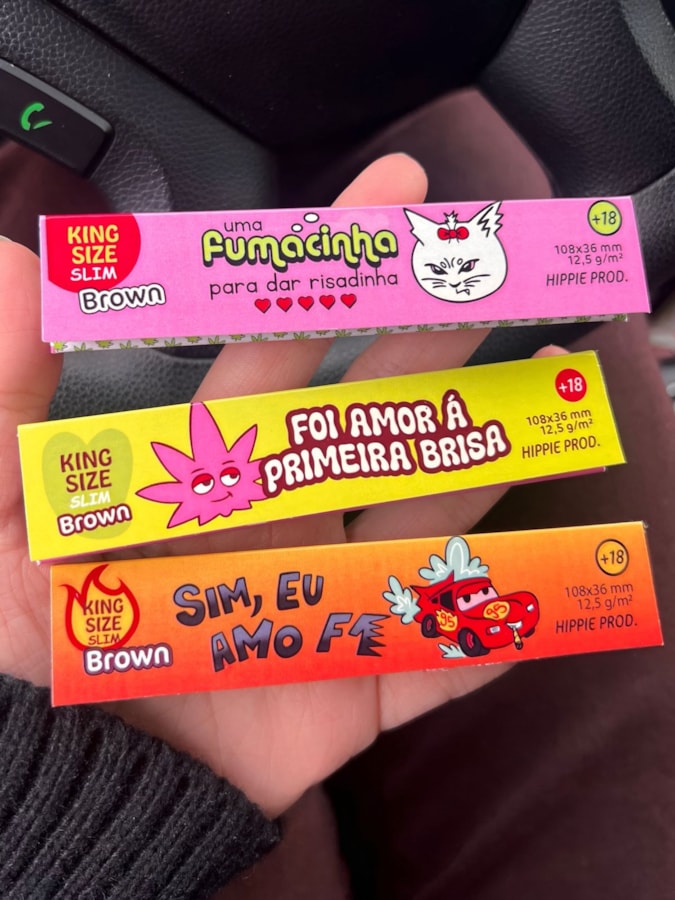 KING
SIZE
SLIM
Brown
uma
fumacinha
para dar risadinha
+18
108x36 mm
12,5 g/m²
HIPPIE PROD.
KING
SIZE
SLIM
Brown
FOI AMOR Á
PRIMEIRA BRISA
+18
108x36 mm
12,5 g/m²
HIPPIE PROD.
KING
SIZE
SLIM
Brown
SIM, EU
AMO F1
95
+18
108x36 mm
12,5 g/m²
HIPPIE PROD.